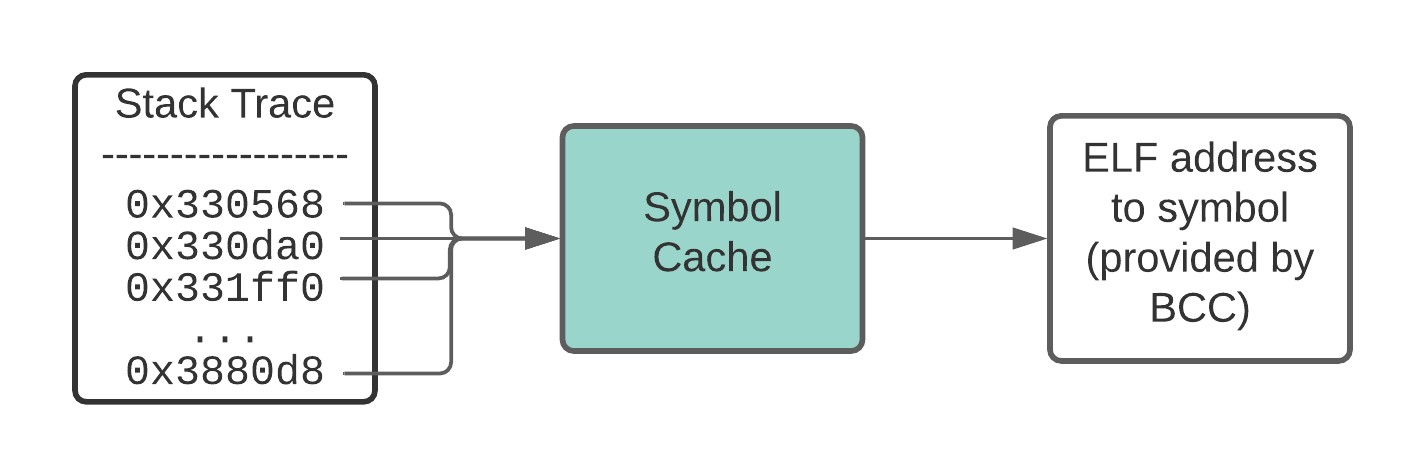 Stack Trace
------------------
0x330568
0x330da0
0x331ff0
...
0x3880d8
Symbol
Cache
ELF address
to symbol
(provided by
BCC)